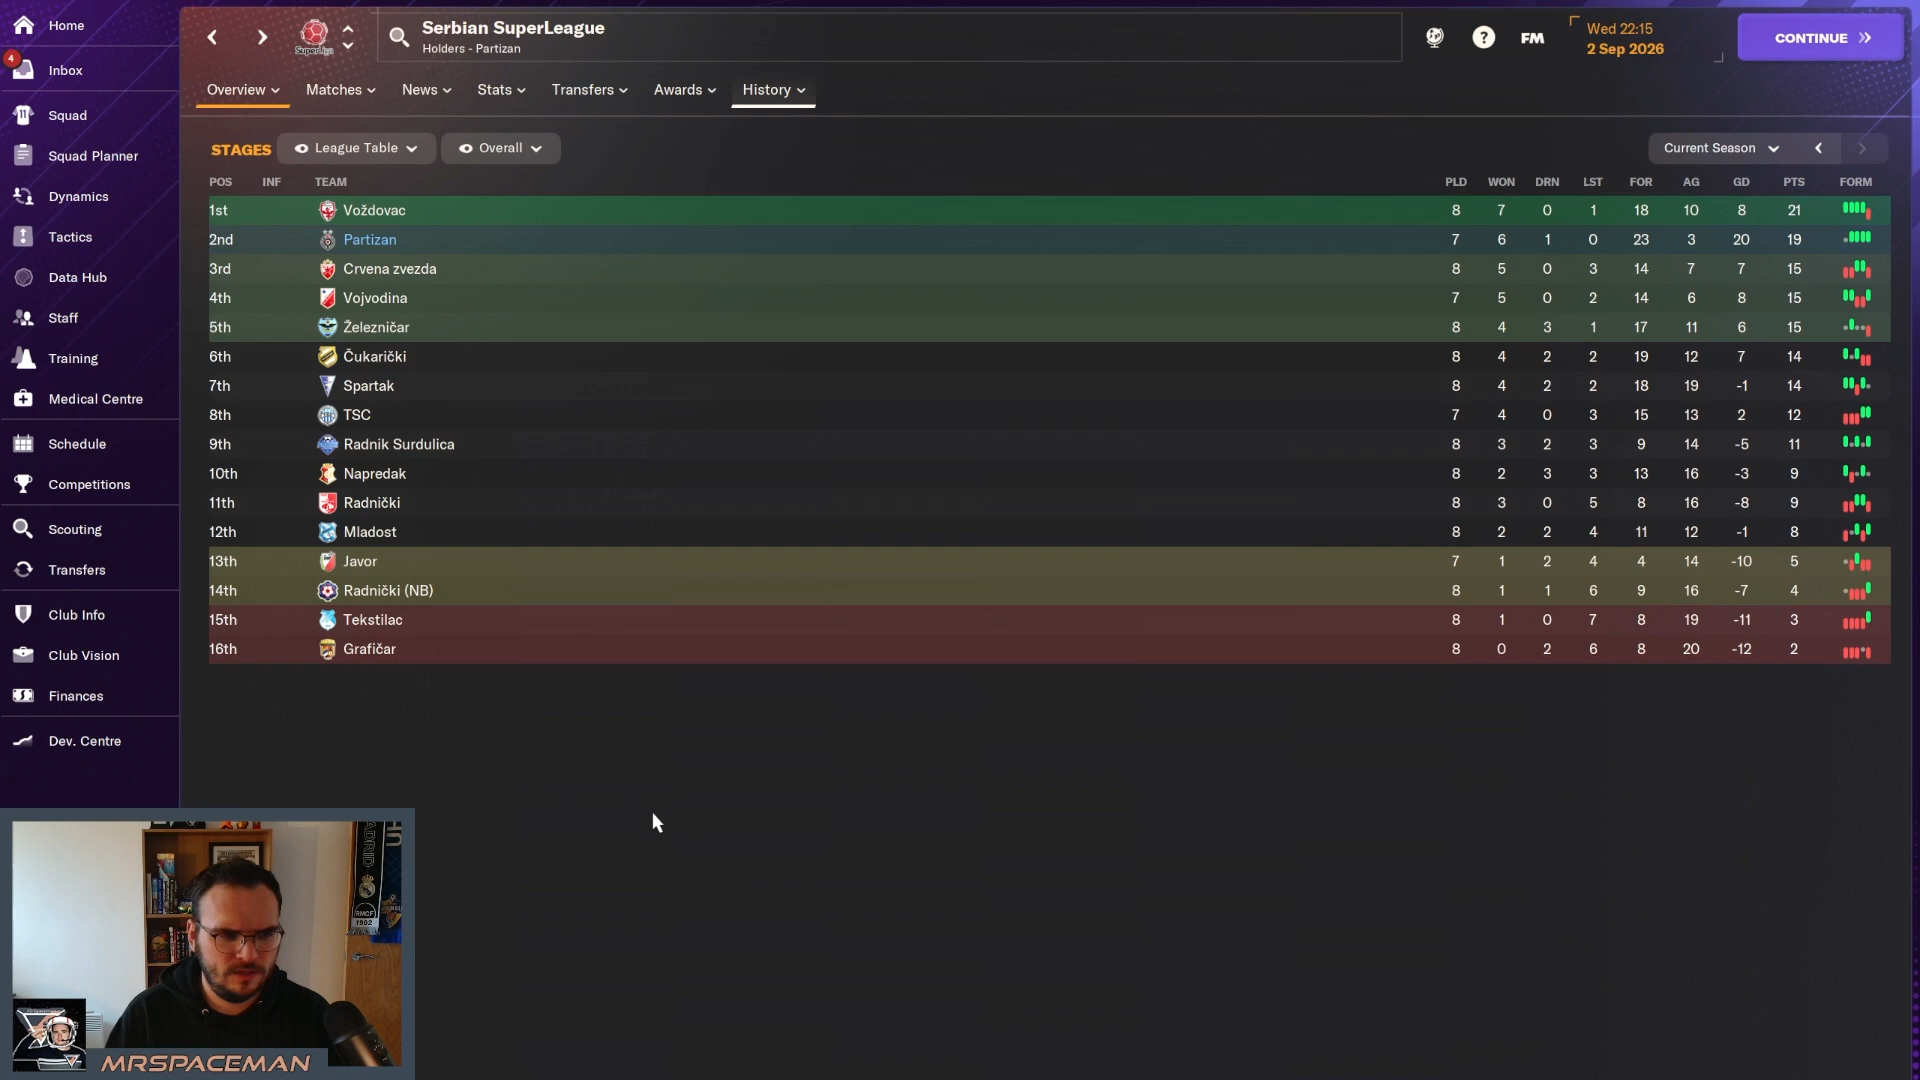 Home
4
Inbox
Squad
Squad Planner
Dynamics
Tactics
Data Hub
Staff
Training
Medical Centre
Schedule
Competitions
Scouting
Transfers
Club Info
Club Vision
Finances
Dev. Centre
Serbian SuperLeague
Holders - Partizan
FM
Wed 22:15
2 Sep 2026
CONTINUE
Overview Matches News Stats Transfers Awards History
STAGES League Table Overall Current Season
POS INF TEAM PLD WON DRN LST FOR AG GD PTS FORM
1st Voždovac 8 7 0 1 18 10 8 21
2nd Partizan 7 6 1 0 23 3 20 19
3rd Crvena zvezda 8 5 0 3 14 7 7 15
4th Vojvodina 7 5 0 2 14 6 8 15
5th Železničar 8 4 3 1 17 11 6 15
6th Čukarički 8 4 2 2 19 12 7 14
7th Spartak 8 4 2 2 18 19 -1 14
8th TSC 7 4 0 3 15 13 2 12
9th Radnik Surdulica 8 3 2 3 9 14 -5 11
10th Napredak 8 2 3 3 13 16 -3 9
11th Radnički 8 3 0 5 8 16 -8 9
12th Mladost 8 2 2 4 11 12 -1 8
13th Javor 7 1 2 4 4 14 -10 5
14th Radnički (NB) 8 1 1 6 9 16 -7 4
15th Tekstilac 8 1 0 7 8 19 -11 3
16th Grafičar 8 0 2 6 8 20 -12 2
RMCF
1902
MRSPACEMAN